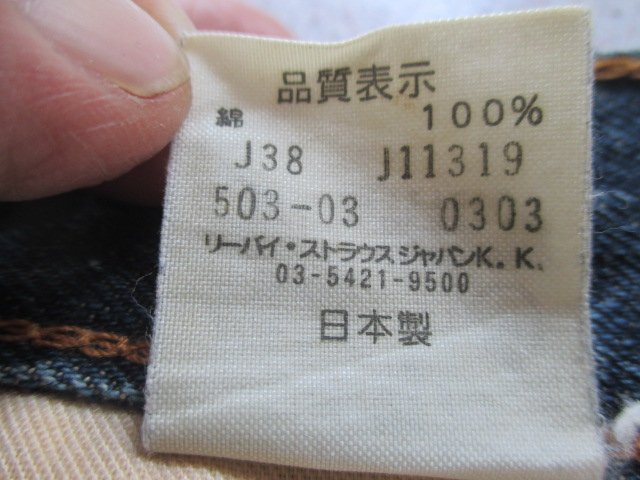 品質表示
綿 100%
J38 J11319
503-03 0303
リーバイ・ストラウスジャパンK.K.
03-5421-9500
日本製